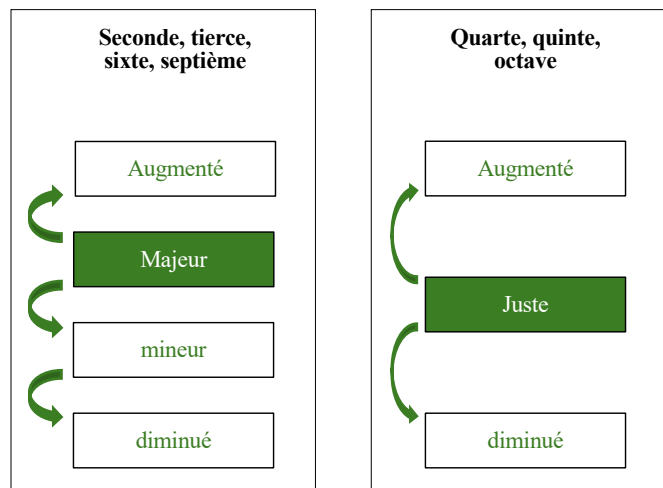 Seconde, tierce,
sixte, septième
Augmenté
Majeur
mineur
diminué
Quarte, quinte,
octave
Augmenté
Juste
diminué